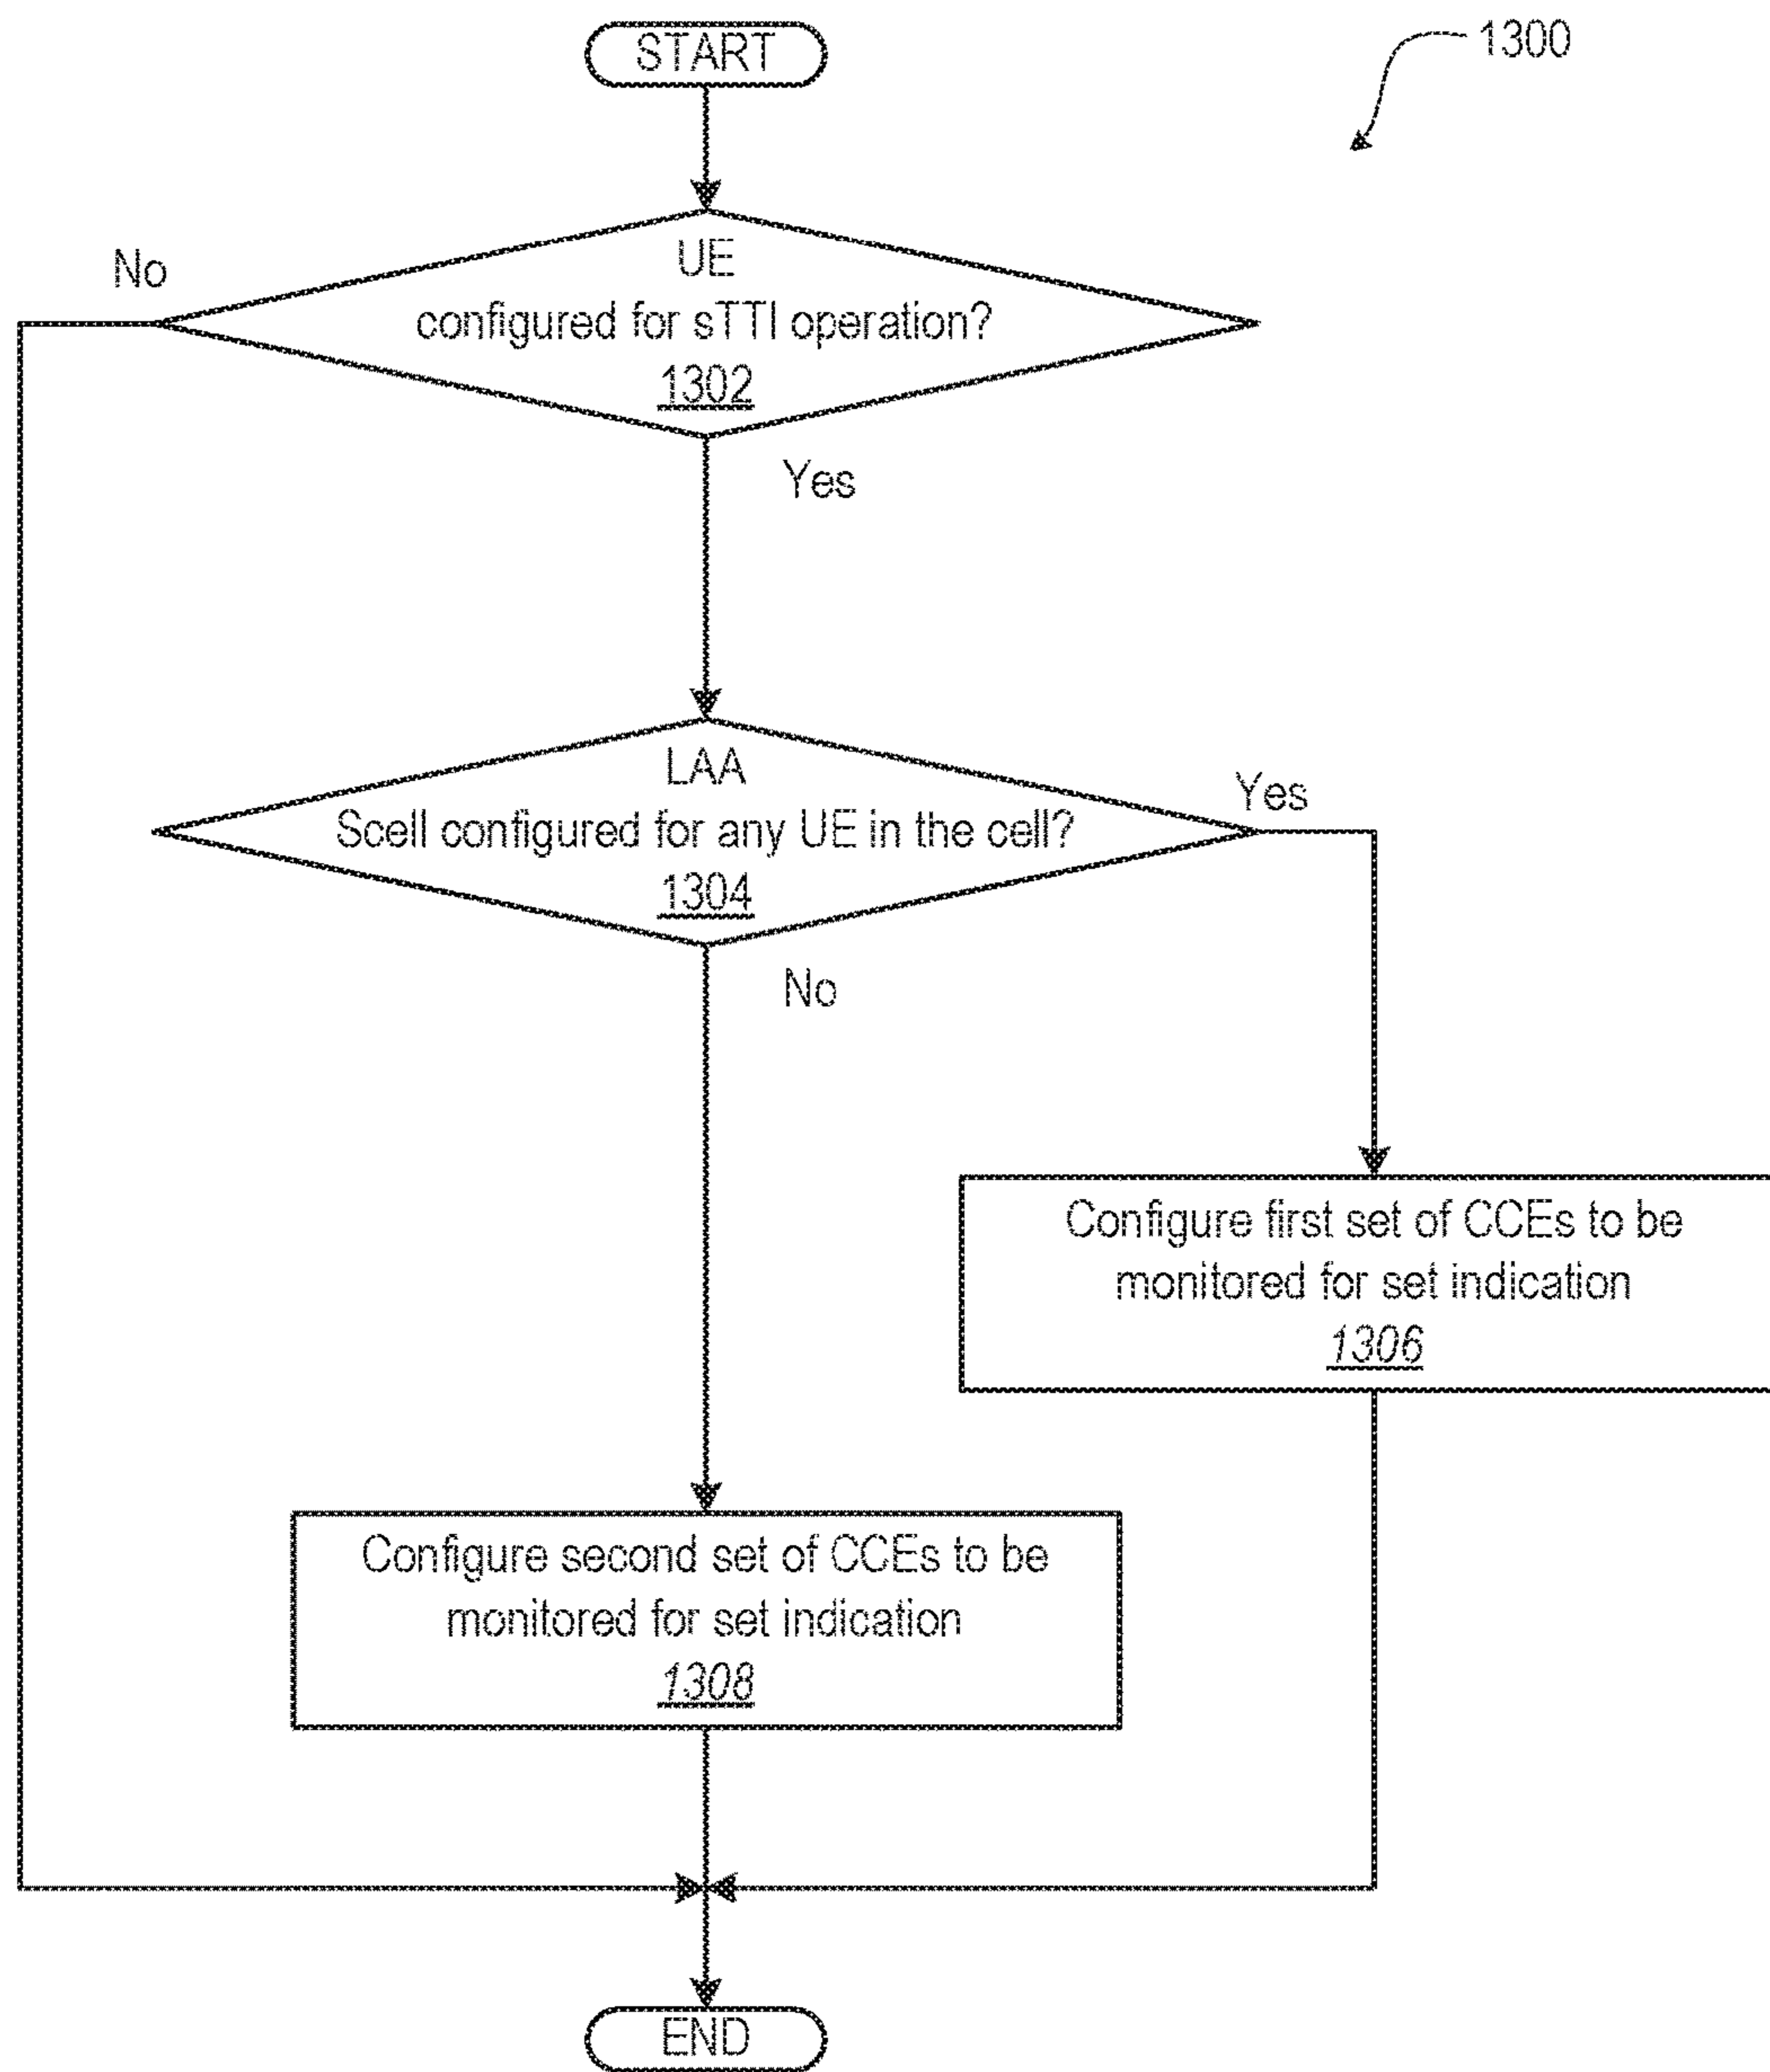 START
1300
No
UE
configured for sTTI operation?
1302
Yes
LAA
Scell configured for any UE in the cell?
1304
Yes
No
Configure first set of CCEs to be
monitored for set indication
1306
Configure second set of CCEs to be
monitored for set indication
1308
END